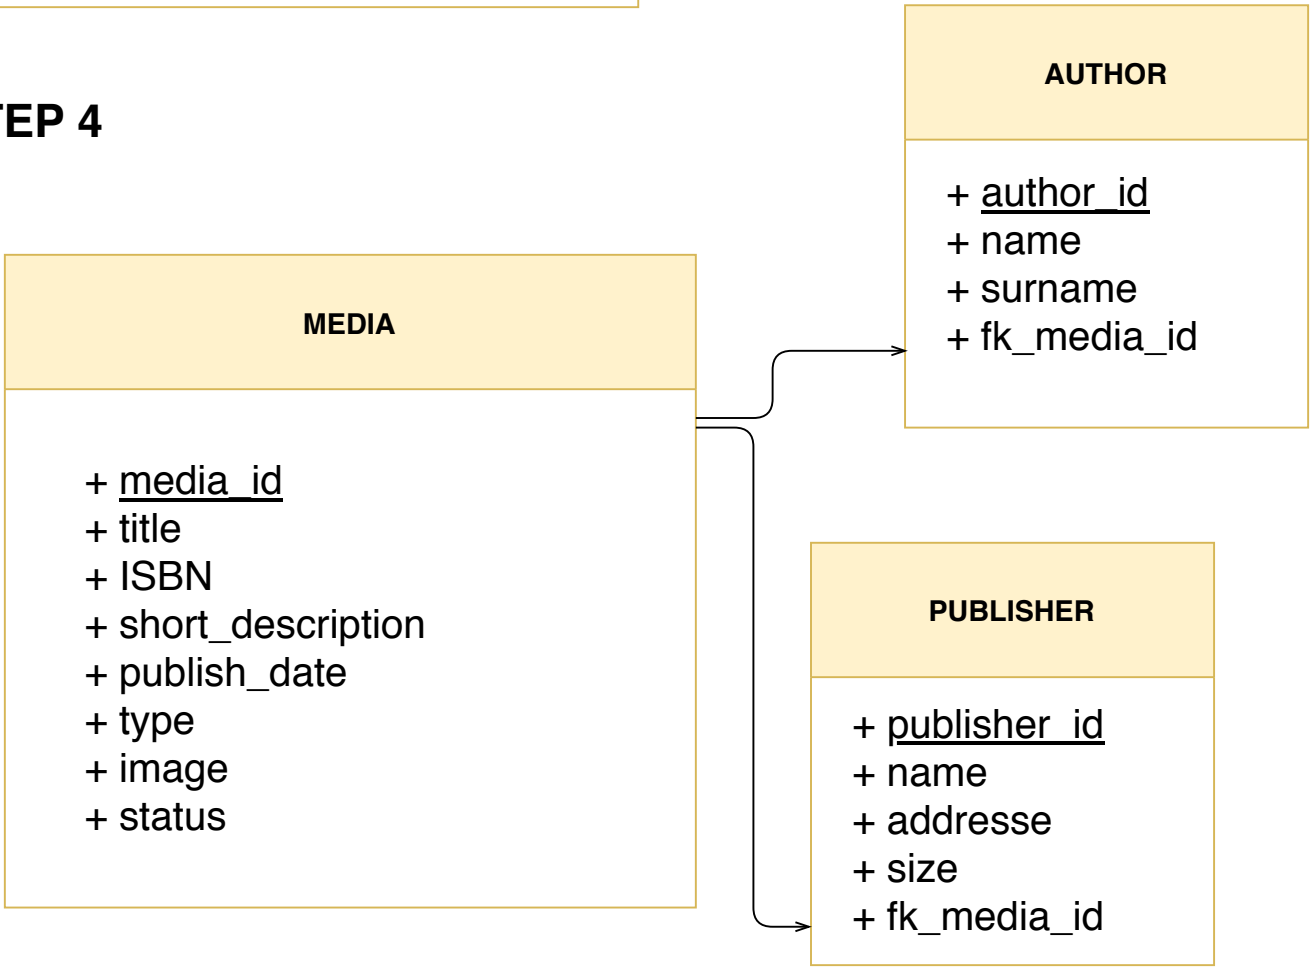 TEP 4
AUTHOR
+ author_id
+ name
+ surname
+ fk_media_id
MEDIA
+ media_id
+ title
+ ISBN
+ short_description
+ publish_date
+ type
+ image
+ status
PUBLISHER
+ publisher_id
+ name
+ addresse
+ size
+ fk_media_id